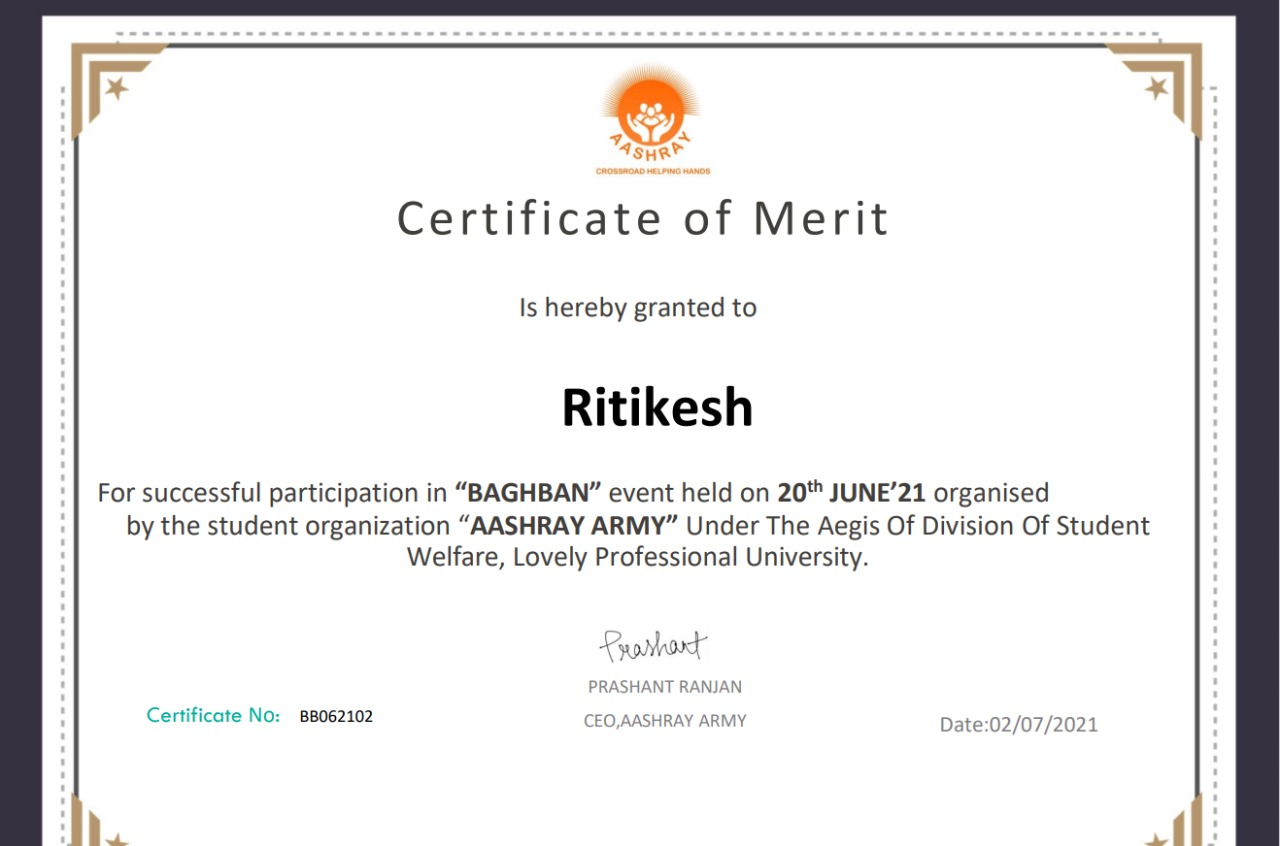 AASHRAY
CROSSROAD HELPING HANDS
Certificate of Merit
Is hereby granted to
Ritikesh
For successful participation in “BAGHBAN” event held on 20th JUNE’21 organised
by the student organization “AASHRAY ARMY” Under The Aegis Of Division Of Student
Welfare, Lovely Professional University.
Prashant
PRASHANT RANJAN
CEO,AASHRAY ARMY
Certificate No: BB062102
Date:02/07/2021